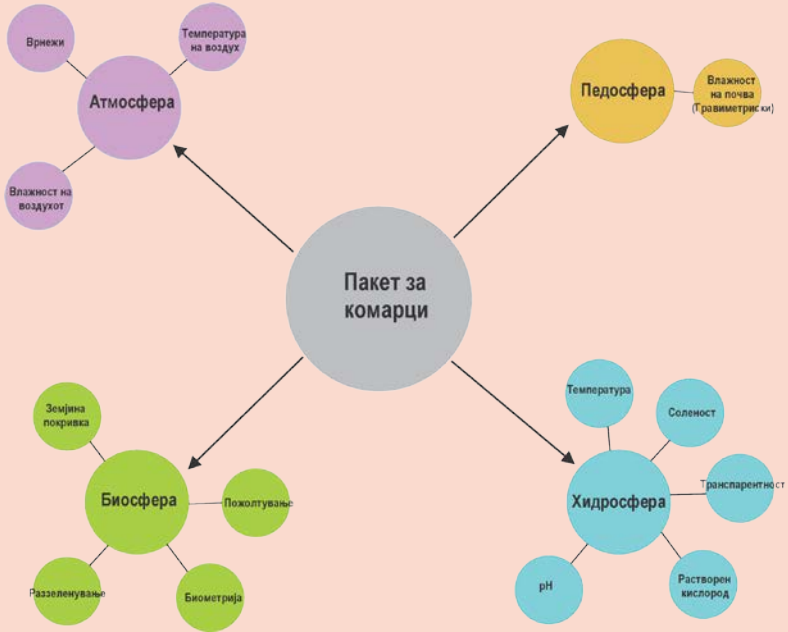 Врнежи
Температура
на воздух
Атмосфера
Влажност на
воздухот
Педосфера
Влажност
на почва
(Гравиметриски)
Пакет за
комарци
Земјина
покривка
Биосфера
Пожолтување
Раззеленување
Биометрија
Температура
Соленост
Транспарентност
Хидросфера
pH
Растворен
кислород